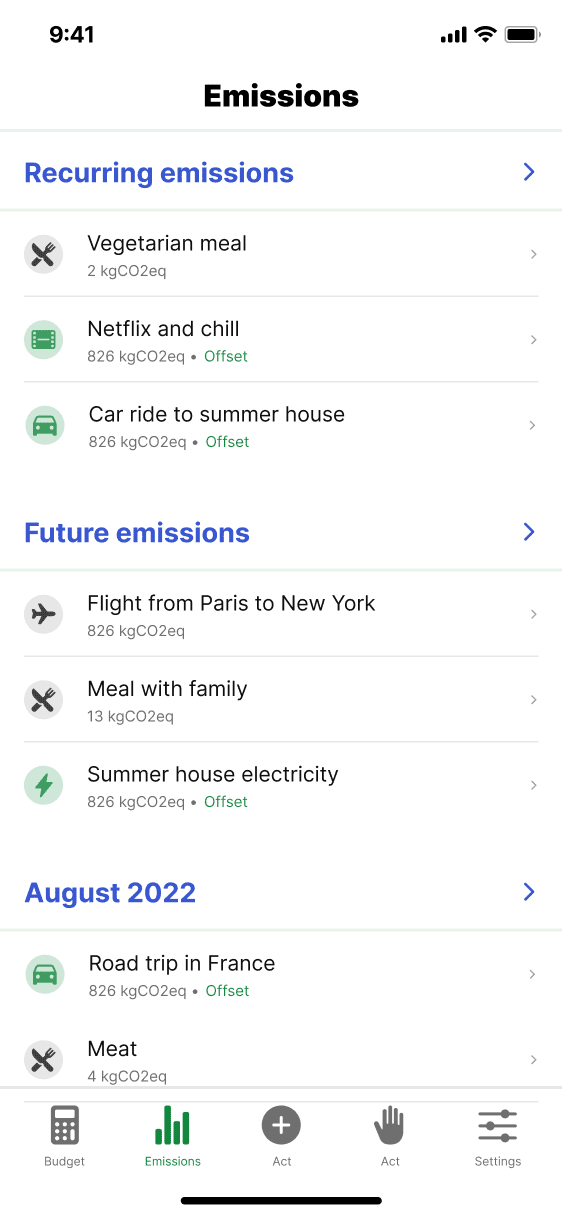 9:41
Emissions
Recurring emissions
Vegetarian meal
2 kgCO2eq
Netflix and chill
826 kgCO2eq • Offset
Car ride to summer house
826 kgCO2eq • Offset
Future emissions
Flight from Paris to New York
826 kgCO2eq
Meal with family
13 kgCO2eq
Summer house electricity
826 kgCO2eq • Offset
August 2022
Road trip in France
826 kgCO2eq • Offset
Meat
4 kgCO2eq
Budget Emissions Act Act Settings